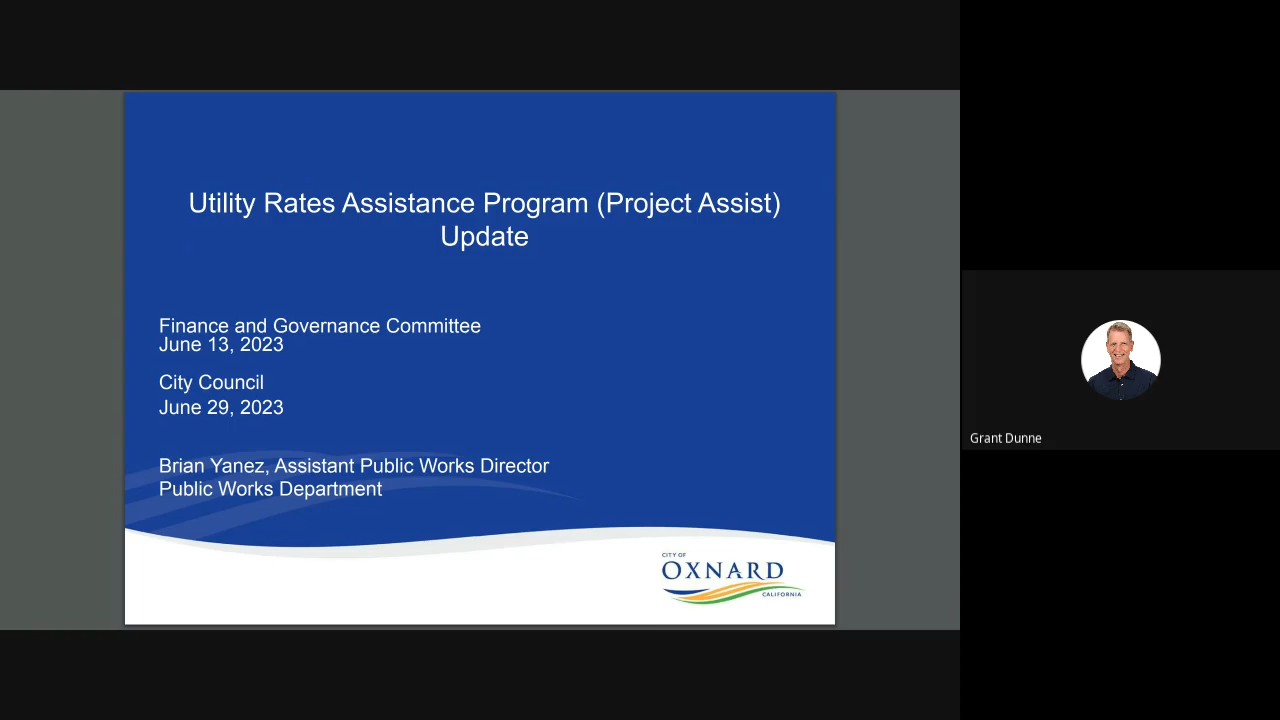 Utility Rates Assistance Program (Project Assist)
Update
Finance and Governance Committee
June 13, 2023
City Council
June 29, 2023
Brian Yanez, Assistant Public Works Director
Public Works Department
CITY OF
OXNARD
CALIFORNIA
Grant Dunne